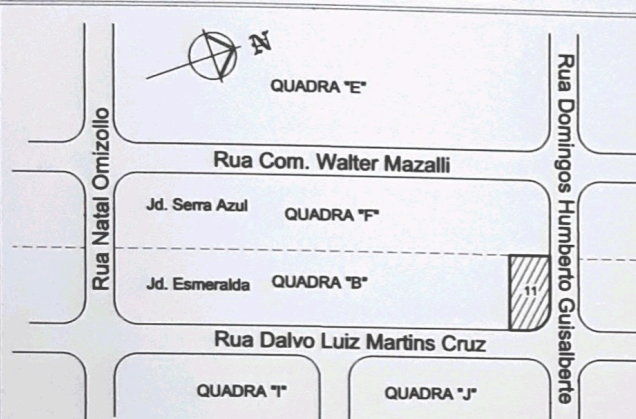 N
QUADRA "E"
Rua Natal Omizollo
Rua Domingos Humberto Guisalberte
Rua Com. Walter Mazalli
Jd. Serra Azul
QUADRA "F"
Jd. Esmeralda
QUADRA "B"
11
Rua Dalvo Luiz Martins Cruz
QUADRA "I"
QUADRA "J"